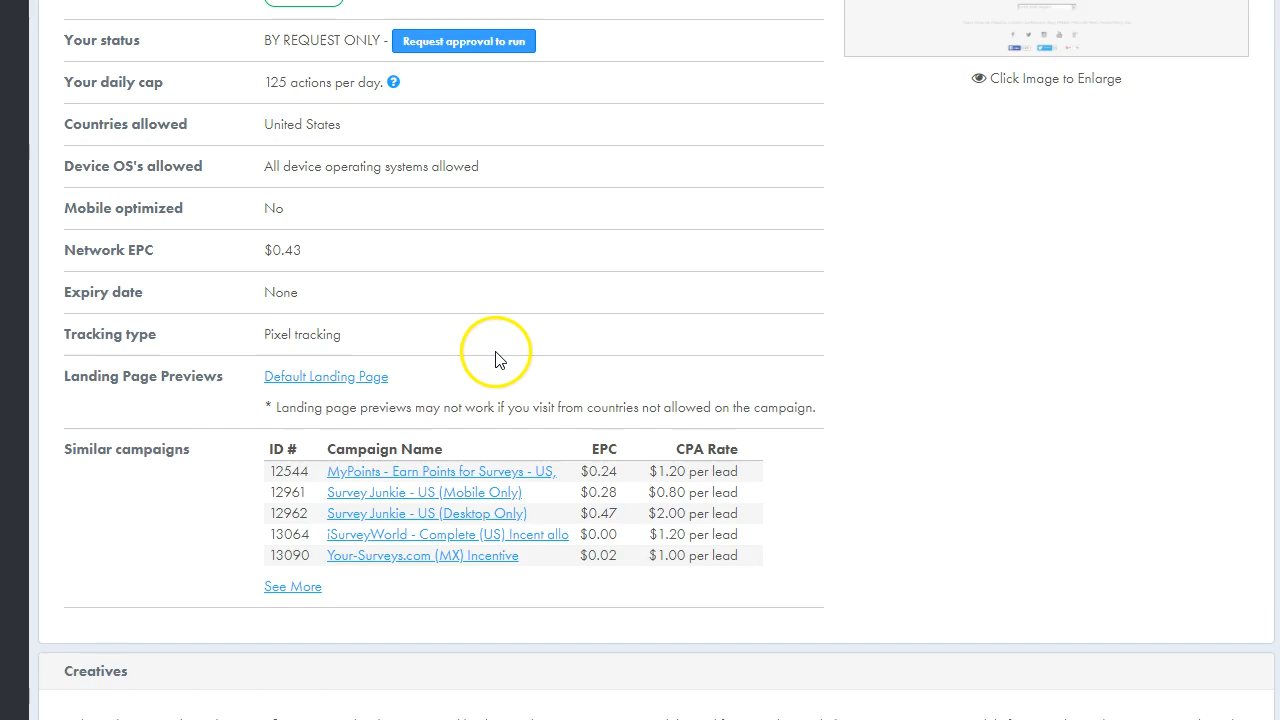 Your status BY REQUEST ONLY - Request approval to run
Your daily cap 125 actions per day. ?
Click Image to Enlarge
Countries allowed United States
Device OS's allowed All device operating systems allowed
Mobile optimized No
Network EPC $0.43
Expiry date None
Tracking type Pixel tracking
Landing Page Previews Default Landing Page
* Landing page previews may not work if you visit from countries not allowed on the campaign.
Similar campaigns ID # Campaign Name EPC CPA Rate
12544 MyPoints - Earn Points for Surveys - US, $0.24 $1.20 per lead
12961 Survey Junkie - US (Mobile Only) $0.28 $0.80 per lead
12962 Survey Junkie - US (Desktop Only) $0.47 $2.00 per lead
13064 iSurveyWorld - Complete (US) Incent allo $0.00 $1.20 per lead
13090 Your-Surveys.com (MX) Incentive $0.02 $1.00 per lead
See More
Creatives